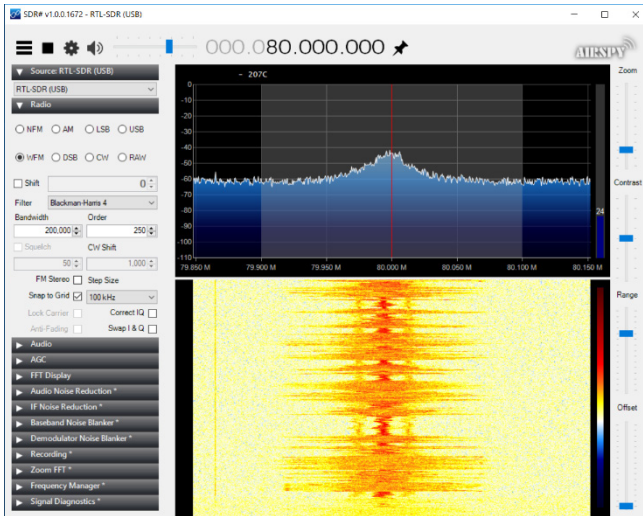 SDR# v1.0.0.1672 - RTL-SDR (USB)
000.080.000.000
AIRSPY
Source: RTL-SDR (USB)
RTL-SDR (USB)
Radio
NFM AM LSB USB
WFM DSB CW RAW
Shift 0
Filter Blackman-Harris 4
Bandwidth Order
200,000 250
Squelch CW Shift
50 1,000
FM Stereo Step Size
Snap to Grid 100 kHz
Lock Carrier Correct IQ
Anti-Fading Swap I & Q
Audio
AGC
FFT Display
Audio Noise Reduction *
IF Noise Reduction *
Baseband Noise Blanker *
Demodulator Noise Blanker *
Recording *
Zoom FFT *
Frequency Manager *
Signal Diagnostics *
- 207C
0
-10
-20
-30
-40
-50
-60
-70
-80
-90
-100
-110
24
79.850 M 79.900 M 79.950 M 80.000 M 80.050 M 80.100 M 80.150 M
Zoom
Contrast
Range
Offset